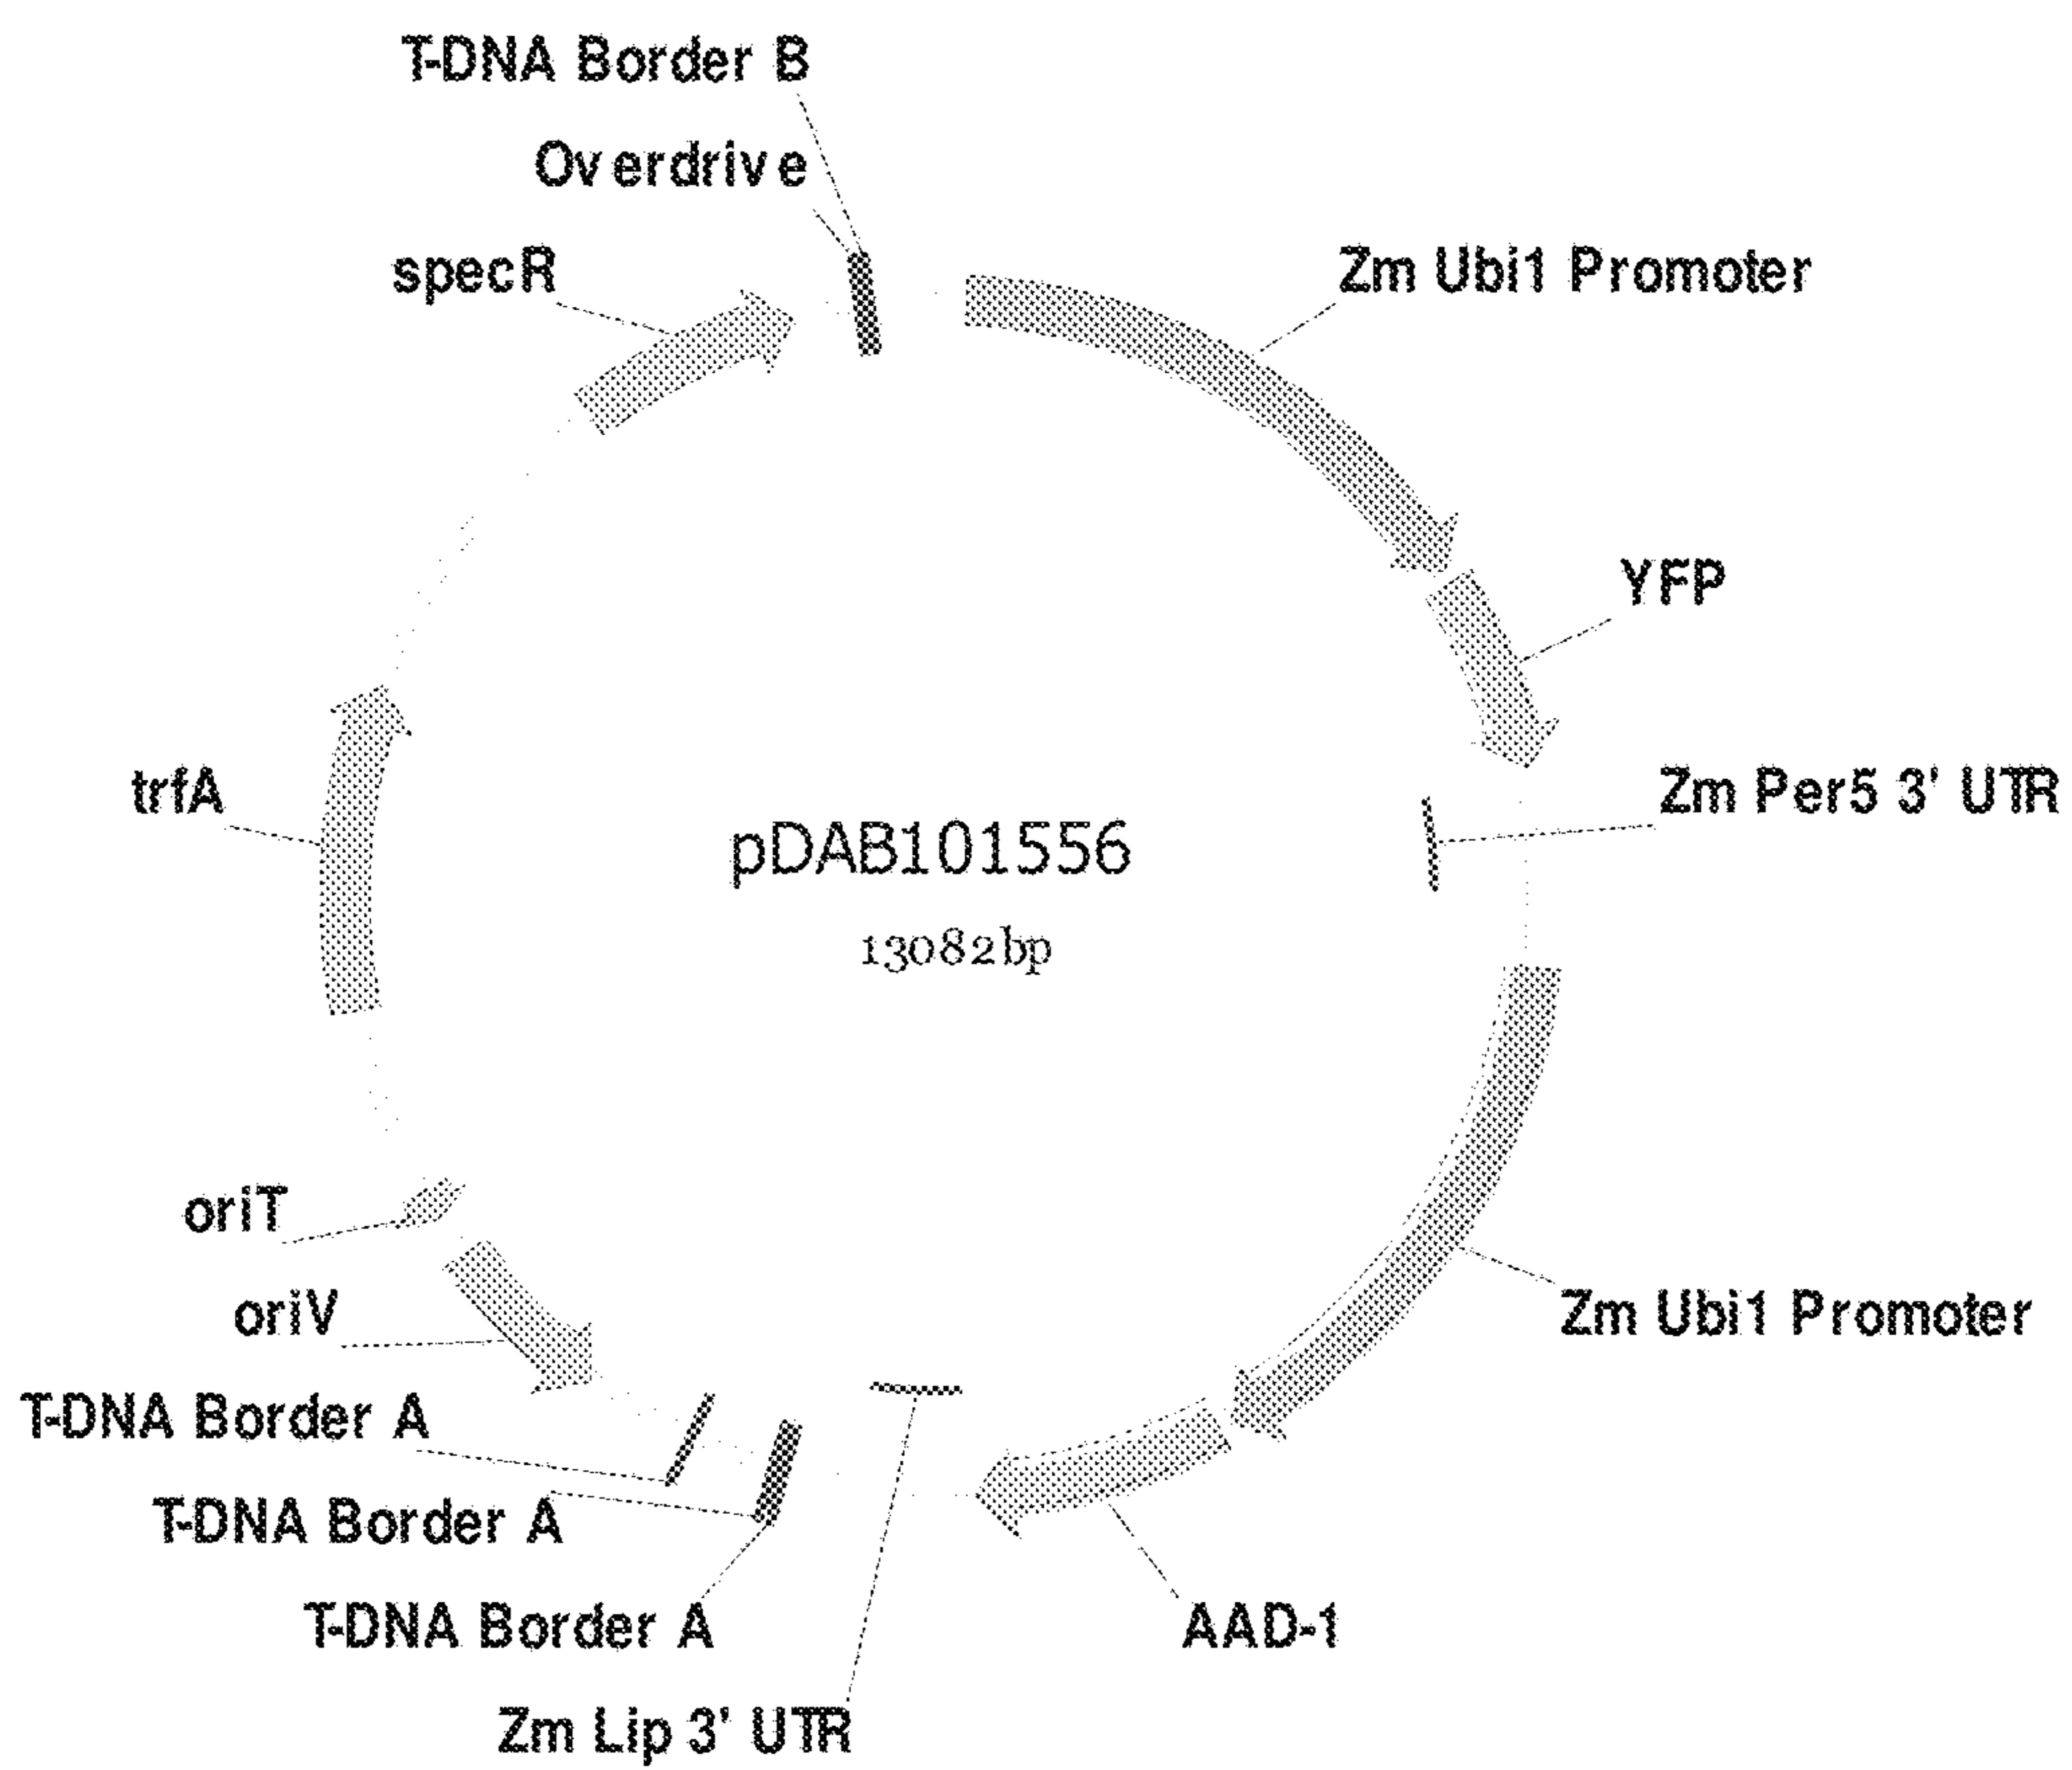 T-DNA Border B
Overdrive
specR
Zm Ubi1 Promoter
YFP
trfA
Zm Per5 3' UTR
pDAB101556
13082bp
oriT
oriV
Zm Ubi1 Promoter
T-DNA Border A
T-DNA Border A
T-DNA Border A
AAD-1
Zm Lip 3' UTR